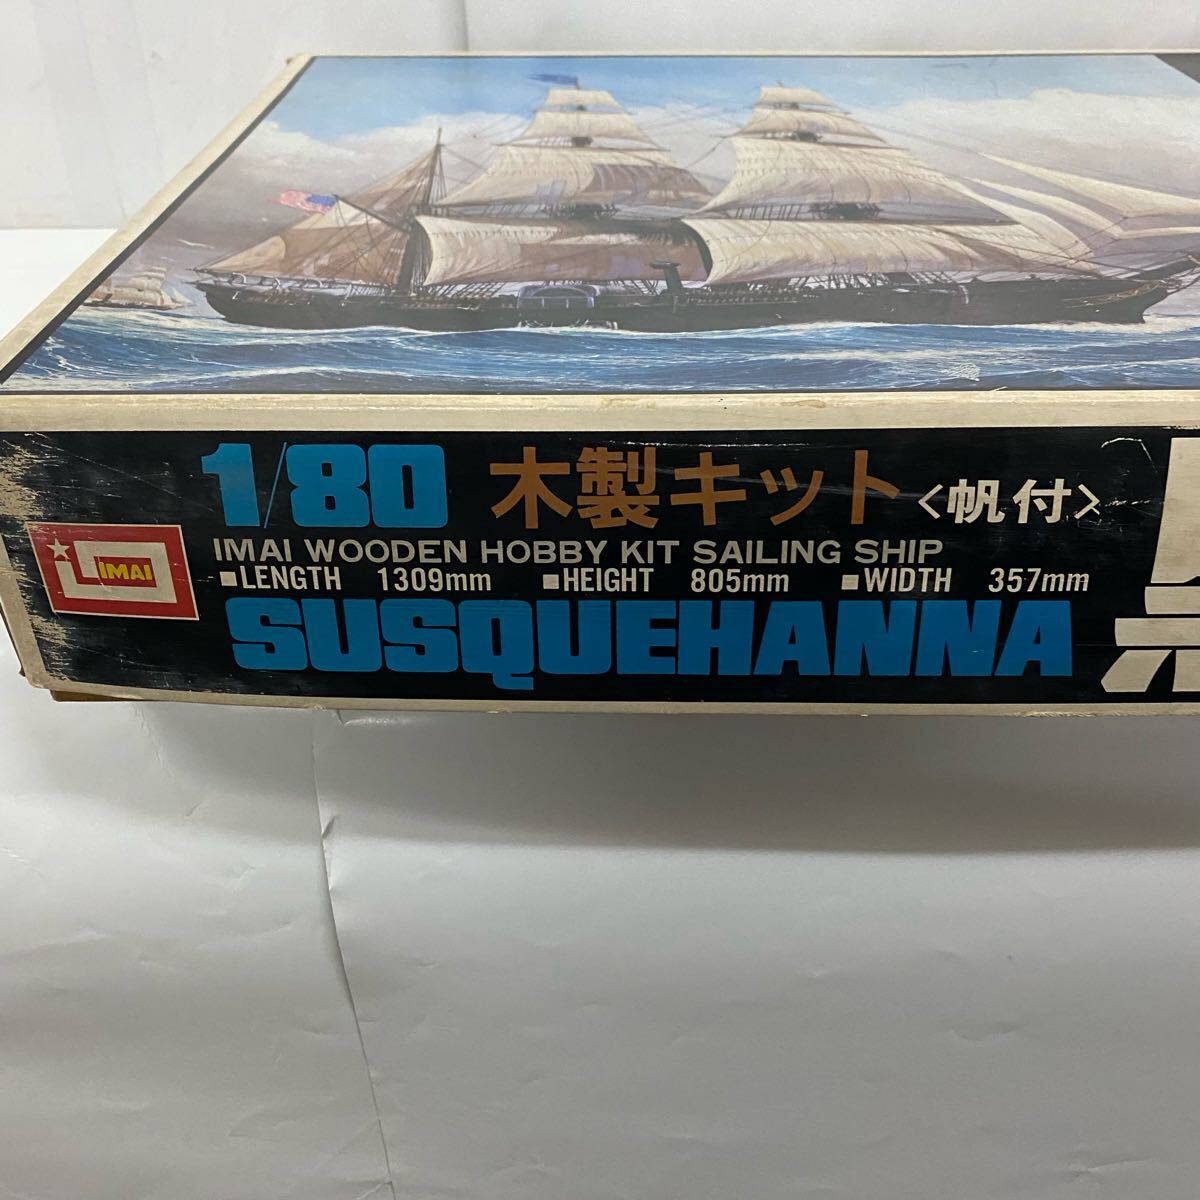 1/80 木製キット〈帆付〉
IMAI
IMAI WOODEN HOBBY KIT SAILING SHIP
■LENGTH 1309mm ■HEIGHT 805mm ■WIDTH 357mm
SUSQUEHANNA